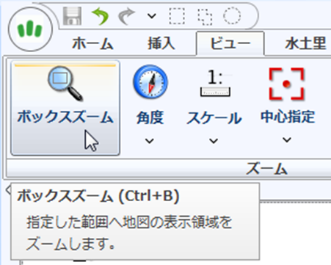 ホーム 挿入 ビュー 水土里
1:
ボックスズーム 角度 スケール 中心指定
ズーム
ボックスズーム (Ctrl+B)
指定した範囲へ地図の表示領域を
ズームします。